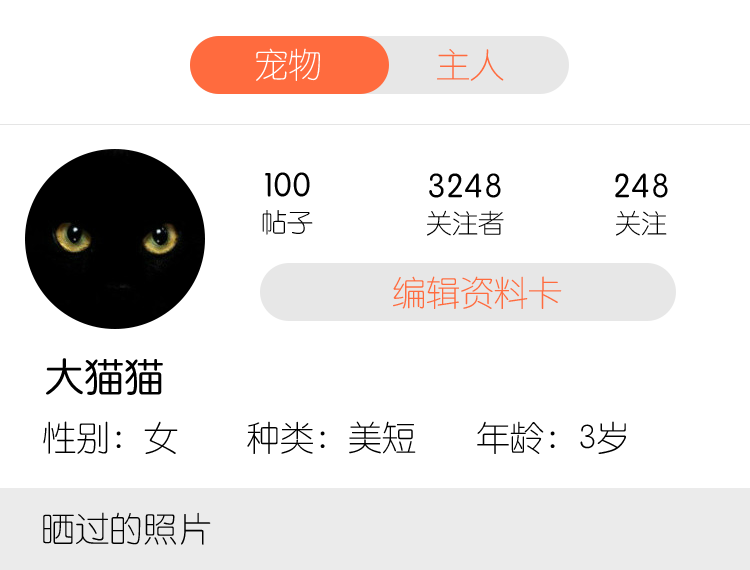 宠物 主人
100 3248 248
帖子 关注者 关注
编辑资料卡
大猫猫
性别：女 种类：美短 年龄：3岁
晒过的照片